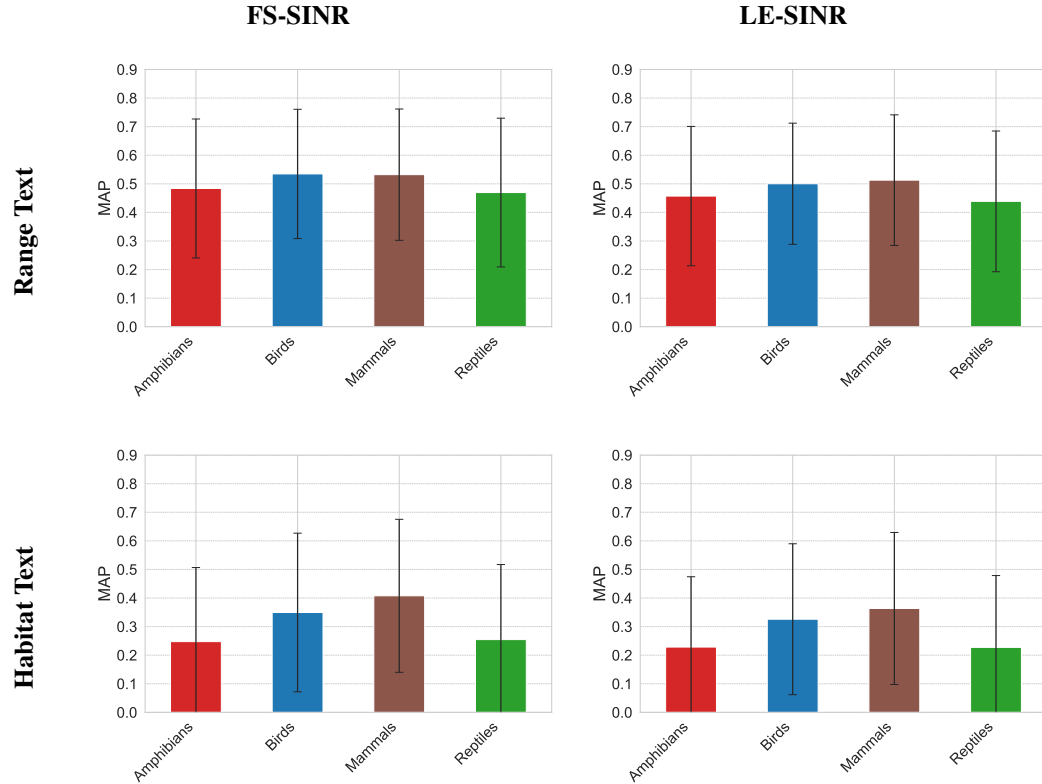 FS-SINR
LE-SINR
Range Text
MAP
0.9
0.8
0.7
0.6
0.5
0.4
0.3
0.2
0.1
0.0
Amphibians
Birds
Mammals
Reptiles
MAP
0.9
0.8
0.7
0.6
0.5
0.4
0.3
0.2
0.1
0.0
Amphibians
Birds
Mammals
Reptiles
Habitat Text
MAP
0.9
0.8
0.7
0.6
0.5
0.4
0.3
0.2
0.1
0.0
Amphibians
Birds
Mammals
Reptiles
MAP
0.9
0.8
0.7
0.6
0.5
0.4
0.3
0.2
0.1
0.0
Amphibians
Birds
Mammals
Reptiles